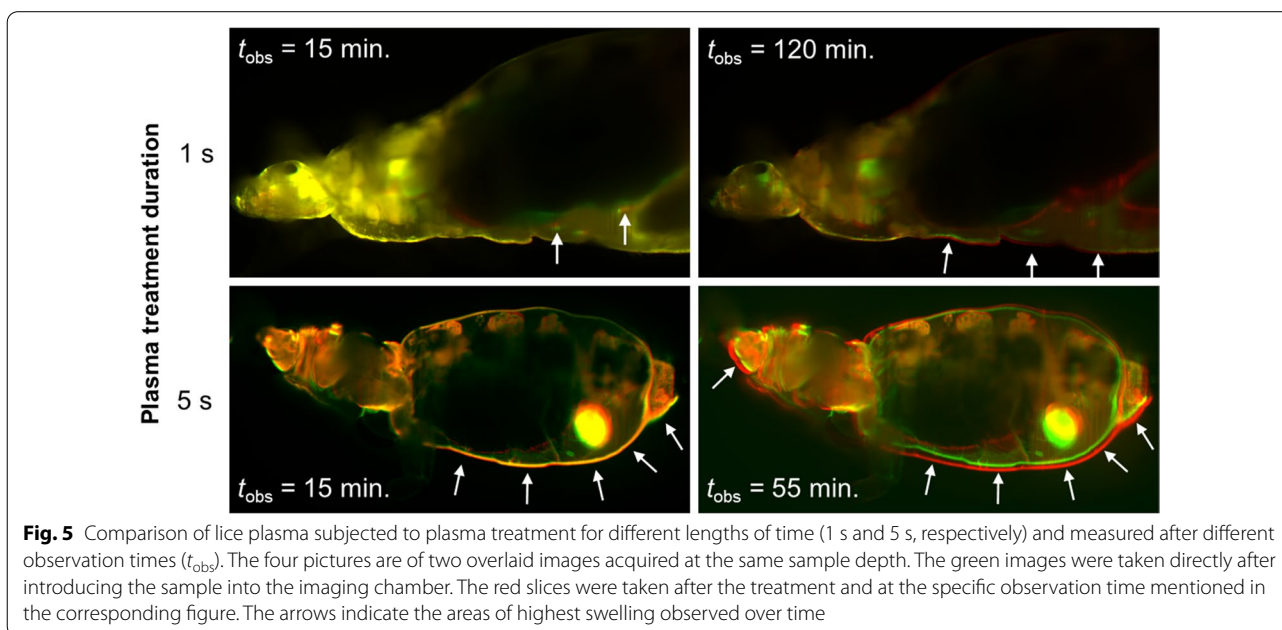 t_obs = 15 min.
t_obs = 120 min.
Plasma treatment duration
1 s
5 s
t_obs = 15 min.
t_obs = 55 min.
Fig. 5 Comparison of lice plasma subjected to plasma treatment for different lengths of time (1 s and 5 s, respectively) and measured after different
observation times (t_obs). The four pictures are of two overlaid images acquired at the same sample depth. The green images were taken directly after
introducing the sample into the imaging chamber. The red slices were taken after the treatment and at the specific observation time mentioned in
the corresponding figure. The arrows indicate the areas of highest swelling observed over time